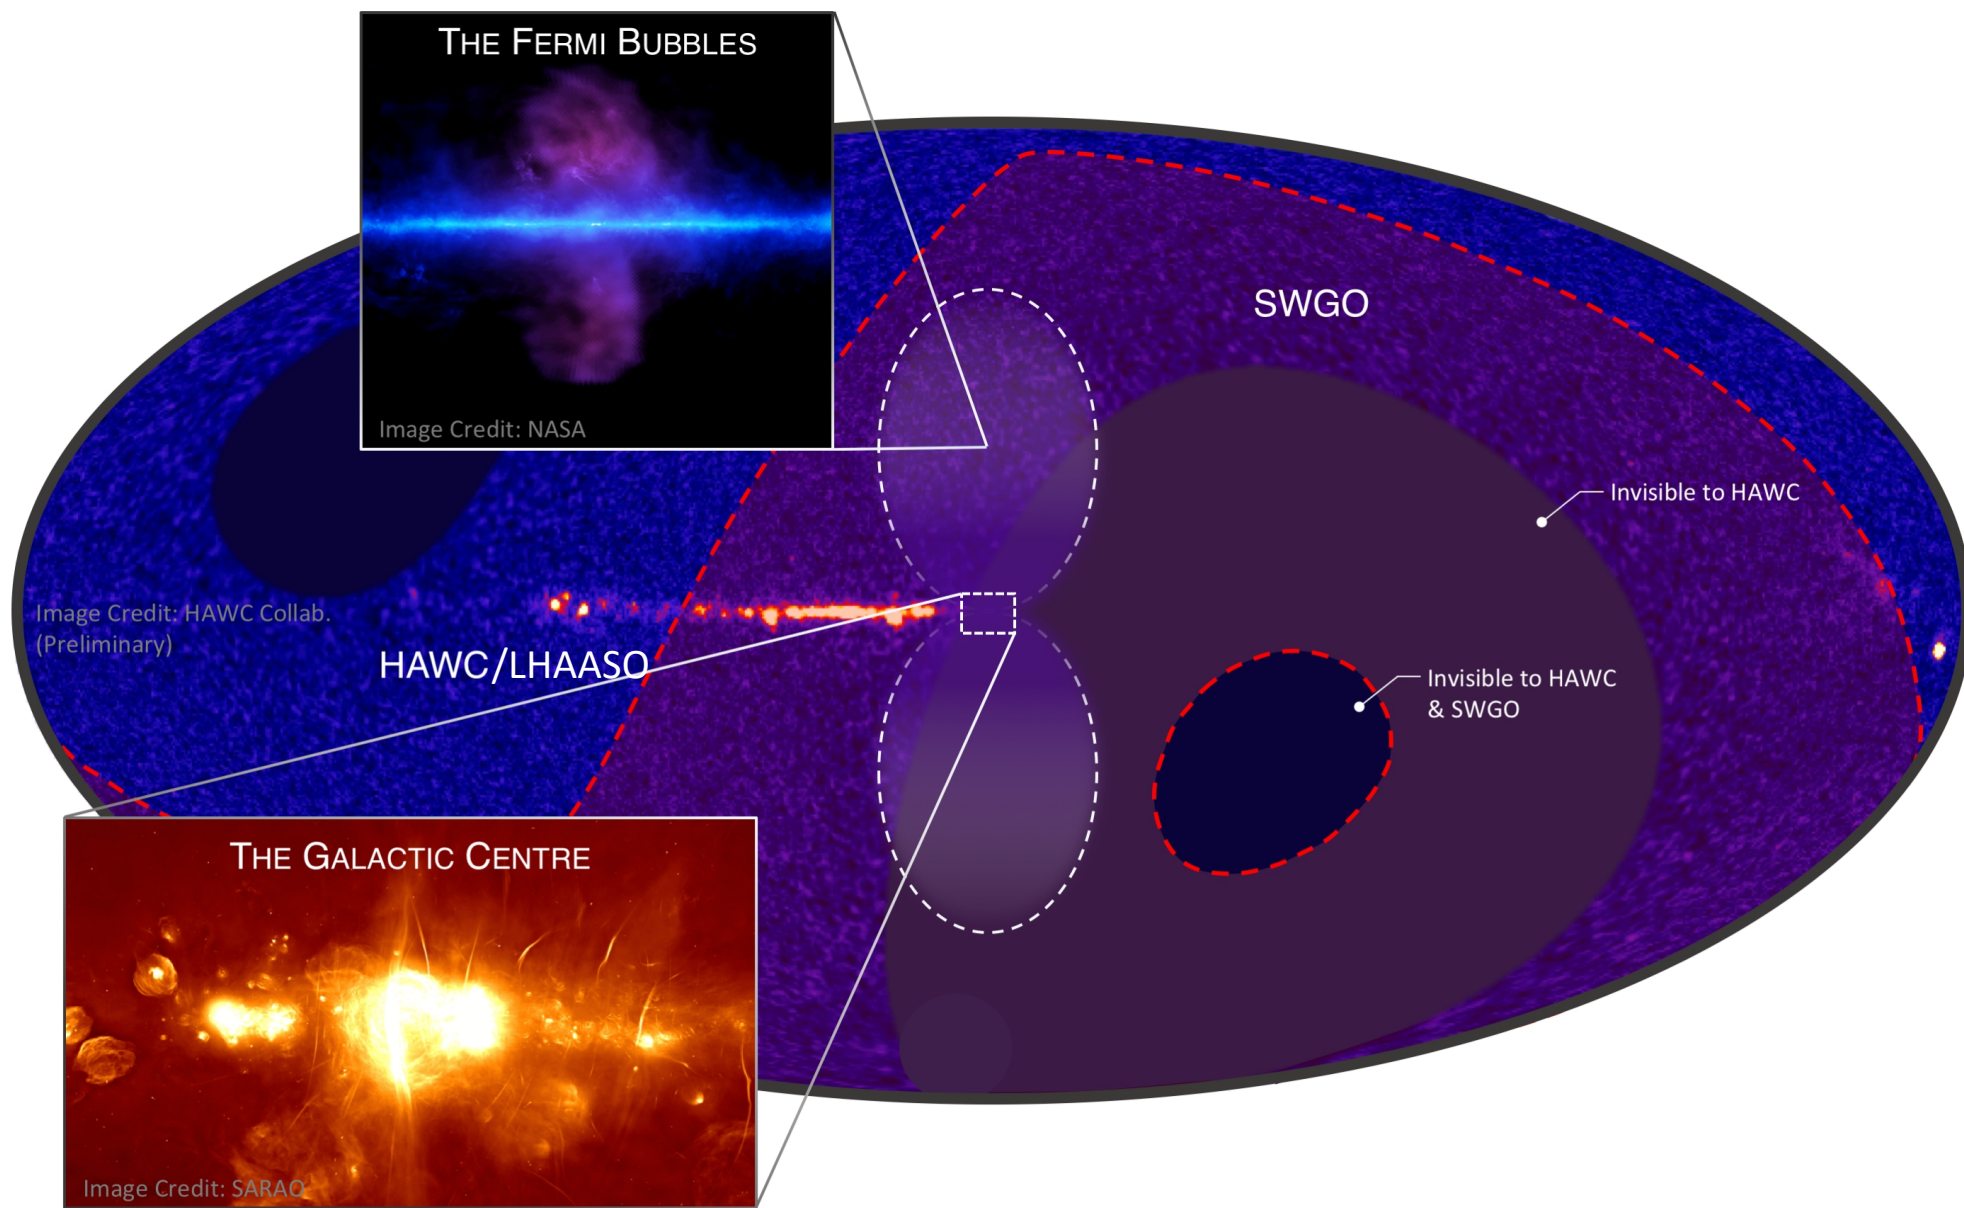 THE FERMI BUBBLES
Image Credit: NASA
SWGO
Invisible to HAWC
Image Credit: HAWC Collab.
(Preliminary)
HAWC/LHAASO
Invisible to HAWC
& SWGO
THE GALACTIC CENTRE
Image Credit: SARAO